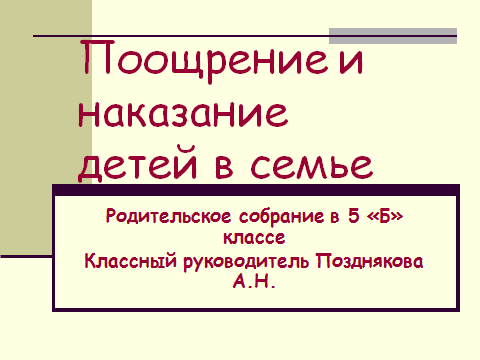 Поощрение и
наказание
детей в семье
Родительское собрание в 5 «Б»
классе
Классный руководитель Позднякова
А.Н.